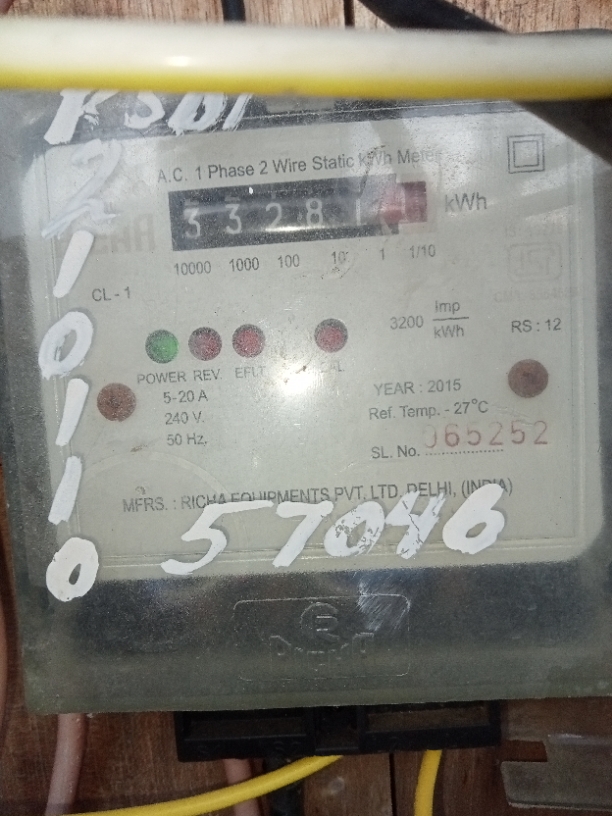 A.C. 1 Phase 2 Wire Static kWh Meter
3 3 2 8 1 kWh
10000 1000 100 10 1 1/10
CL - 1
3200 Imp
kWh
RS : 12
POWER REV. EFLT CAL
5-20 A
240 V.
50 Hz.
YEAR : 2015
Ref. Temp. - 27°C
SL. No. 065252
MFRS. : RICHA EQUIPMENTS PVT. LTD. DELHI, (INDIA)
57046